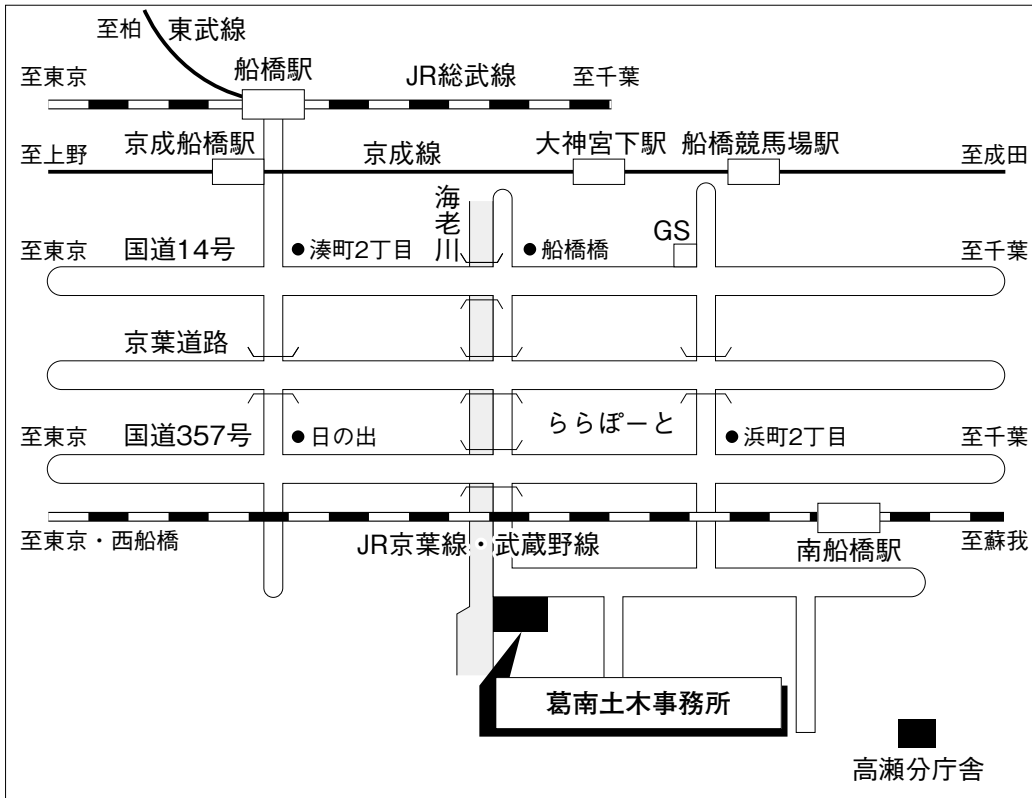 至柏
東武線
船橋駅
至東京
JR総武線
至千葉
京成船橋駅
大神宮下駅
船橋競馬場駅
至上野
京成線
至成田
海老川
GS
至東京
国道14号
湊町2丁目
船橋橋
至千葉
京葉道路
ららぽーと
至東京
国道357号
日の出
浜町2丁目
至千葉
至東京・西船橋
JR京葉線・武蔵野線
南船橋駅
至蘇我
葛南土木事務所
高瀬分庁舎